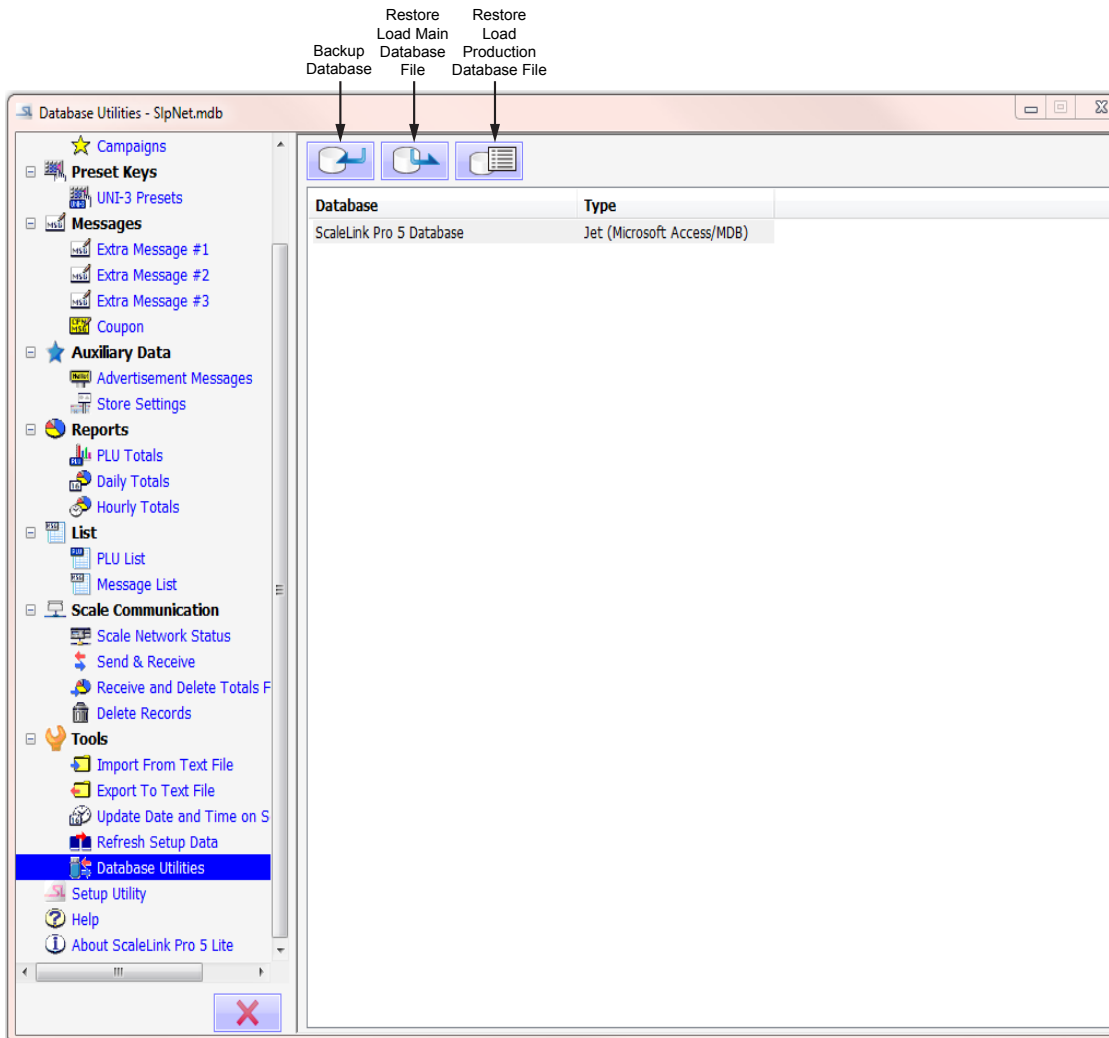 Backup
Database
Restore
Load Main
Database
File
Restore
Load
Production
Database File
Database Utilities - SlpNet.mdb
Campaigns
Preset Keys
UNI-3 Presets
Messages
Extra Message #1
Extra Message #2
Extra Message #3
Coupon
Auxiliary Data
Advertisement Messages
Store Settings
Reports
PLU Totals
Daily Totals
Hourly Totals
List
PLU List
Message List
Scale Communication
Scale Network Status
Send & Receive
Receive and Delete Totals F
Delete Records
Tools
Import From Text File
Export To Text File
Update Date and Time on S
Refresh Setup Data
Database Utilities
Setup Utility
Help
About ScaleLink Pro 5 Lite
Database Type
ScaleLink Pro 5 Database Jet (Microsoft Access/MDB)